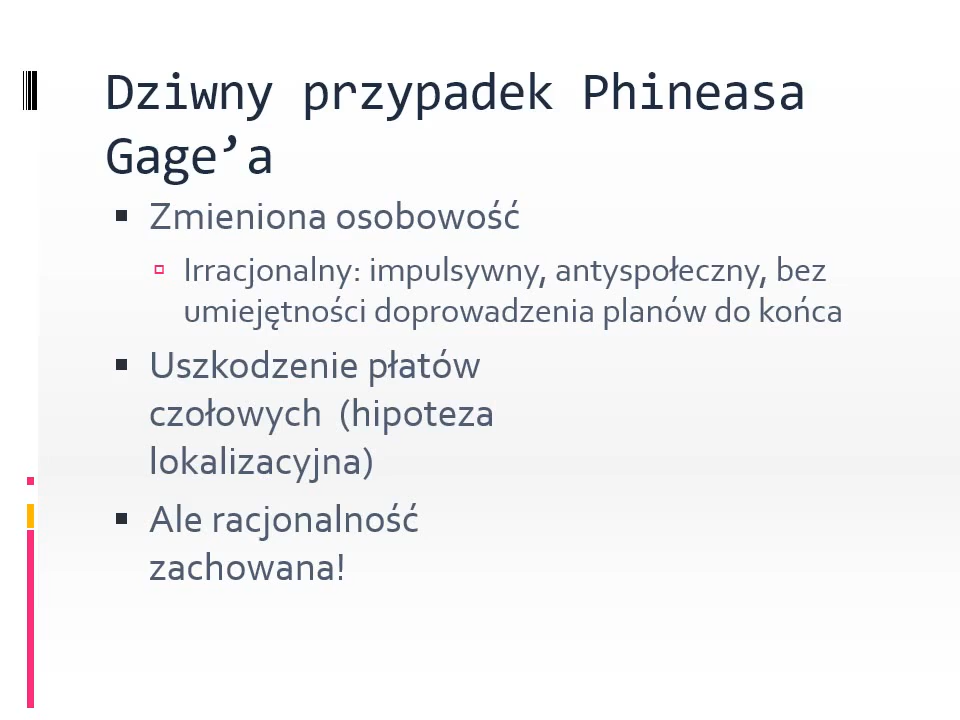 Dziwny przypadek Phineasa
Gage’a
Zmieniona osobowość
Irracjonalny: impulsywny, antyspołeczny, bez
umiejętności doprowadzenia planów do końca
Uszkodzenie płatów
czołowych (hipoteza
lokalizacyjna)
Ale racjonalność
zachowana!